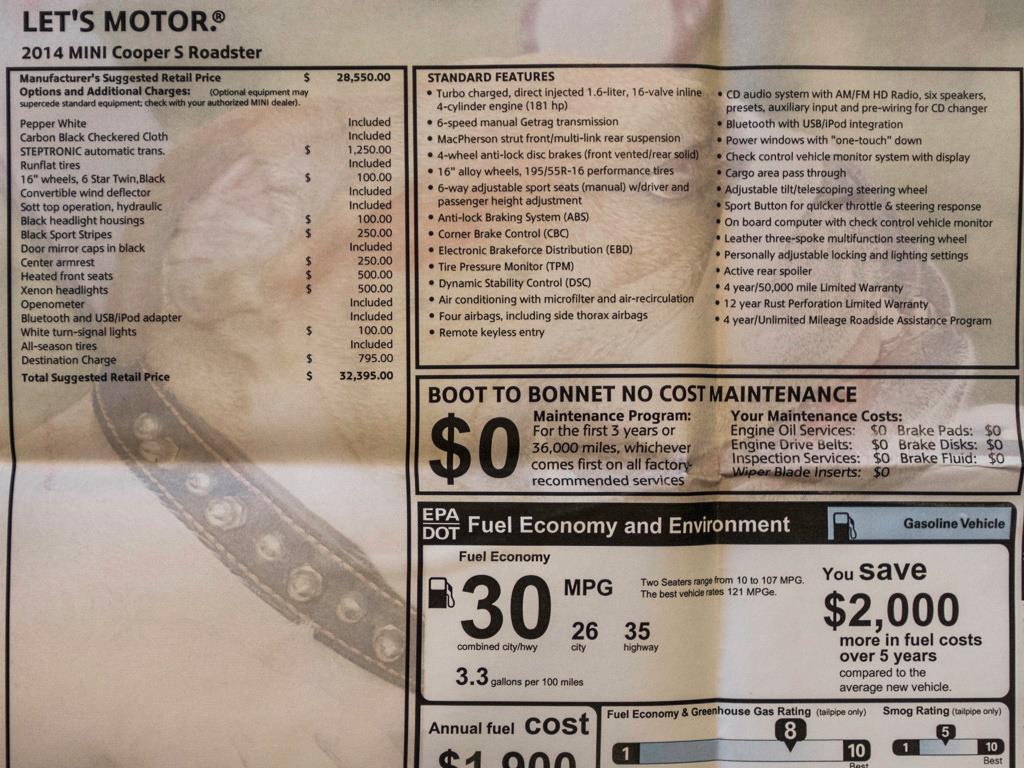 LET'S MOTOR.®
2014 MINI Cooper S Roadster
Manufacturer's Suggested Retail Price $ 28,550.00
Options and Additional Charges: (Optional equipment may
supercede standard equipment; check with your authorized MINI dealer).
Pepper White Included
Carbon Black Checkered Cloth Included
STEPTRONIC automatic trans. $ 1,250.00
Runflat tires Included
16" wheels, 6 Star Twin,Black $ 100.00
Convertible wind deflector Included
Sott top operation, hydraulic Included
Black headlight housings $ 100.00
Black Sport Stripes $ 250.00
Door mirror caps in black Included
Center armrest $ 250.00
Heated front seats $ 500.00
Xenon headlights $ 500.00
Openometer Included
Bluetooth and USB/iPod adapter Included
White turn-signal lights $ 100.00
All-season tires Included
Destination Charge $ 795.00
Total Suggested Retail Price $ 32,395.00
STANDARD FEATURES
• Turbo charged, direct injected 1.6-liter, 16-valve inline
4-cylinder engine (181 hp)
• 6-speed manual Getrag transmission
• MacPherson strut front/multi-link rear suspension
• 4-wheel anti-lock disc brakes (front vented/rear solid)
• 16" alloy wheels, 195/55R-16 performance tires
• 6-way adjustable sport seats (manual) w/driver and
passenger height adjustment
• Anti-lock Braking System (ABS)
• Corner Brake Control (CBC)
• Electronic Brakeforce Distribution (EBD)
• Tire Pressure Monitor (TPM)
• Dynamic Stability Control (DSC)
• Air conditioning with microfilter and air-recirculation
• Four airbags, including side thorax airbags
• Remote keyless entry
• CD audio system with AM/FM HD Radio, six speakers,
presets, auxiliary input and pre-wiring for CD changer
• Bluetooth with USB/iPod integration
• Power windows with "one-touch" down
• Check control vehicle monitor system with display
• Cargo area pass through
• Adjustable tilt/telescoping steering wheel
• Sport Button for quicker throttle & steering response
• On board computer with check control vehicle monitor
• Leather three-spoke multifunction steering wheel
• Personally adjustable locking and lighting settings
• Active rear spoiler
• 4 year/50,000 mile Limited Warranty
• 12 year Rust Perforation Limited Warranty
• 4 year/Unlimited Mileage Roadside Assistance Program
BOOT TO BONNET NO COST MAINTENANCE
$0
Maintenance Program:
For the first 3 years or
36,000 miles, whichever
comes first on all factory-
recommended services
Your Maintenance Costs:
Engine Oil Services: $0 Brake Pads: $0
Engine Drive Belts: $0 Brake Disks: $0
Inspection Services: $0 Brake Fluid: $0
Wiper Blade Inserts: $0
EPA
DOT
Fuel Economy and Environment
Gasoline Vehicle
Fuel Economy
30 MPG
combined city/hwy
26
city
35
highway
Two Seaters range from 10 to 107 MPG.
The best vehicle rates 121 MPGe.
3.3 gallons per 100 miles
You save
$2,000
more in fuel costs
over 5 years
compared to the
average new vehicle.
Annual fuel cost
$1,900
Fuel Economy & Greenhouse Gas Rating (tailpipe only)
8
1 10
Best
Smog Rating (tailpipe only)
5
1 10
Best